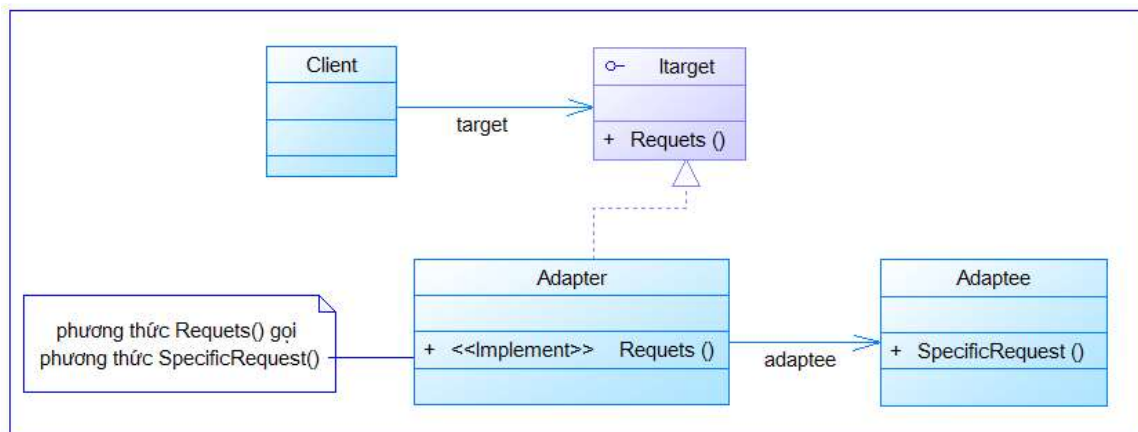 Client
Itarget
target
+ Requets ()
Adapter
Adaptee
phương thức Requets() gọi
phương thức SpecificRequest()
+ <<Implement>> Requets ()
adaptee
+ SpecificRequest ()